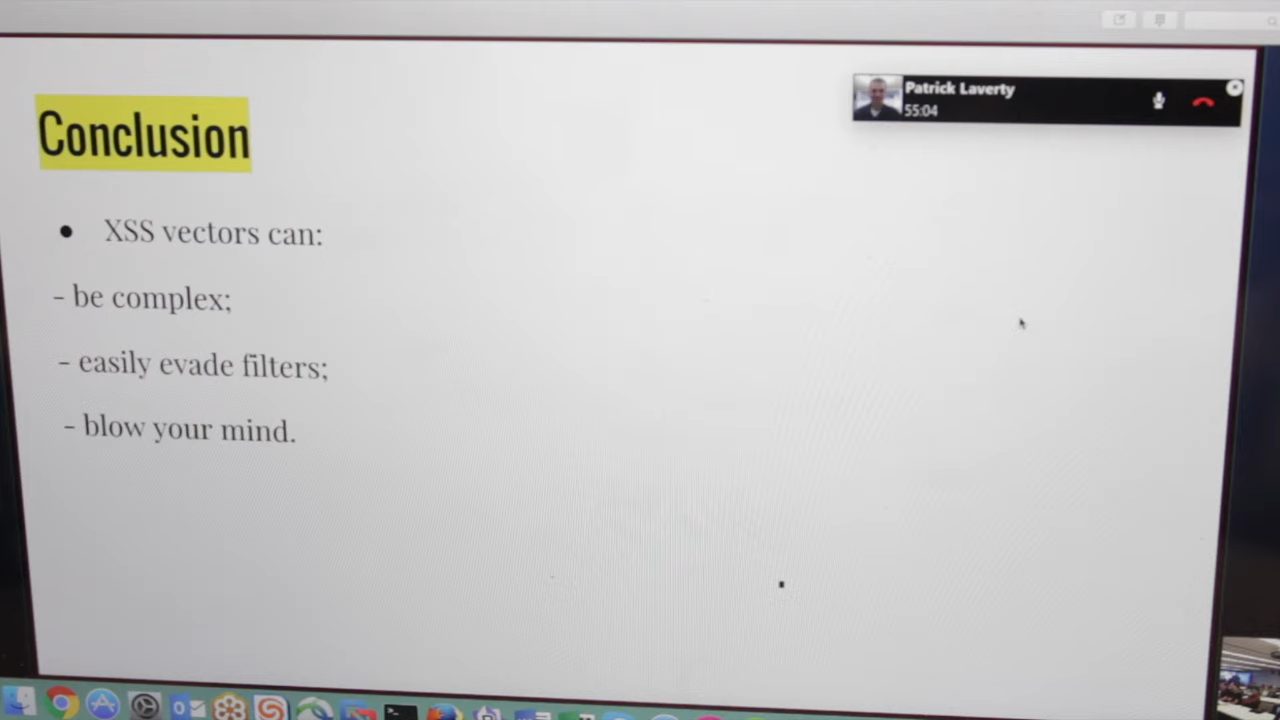 Conclusion
Patrick Laverty
55:04
● XSS vectors can:
- be complex;
- easily evade filters;
- blow your mind.